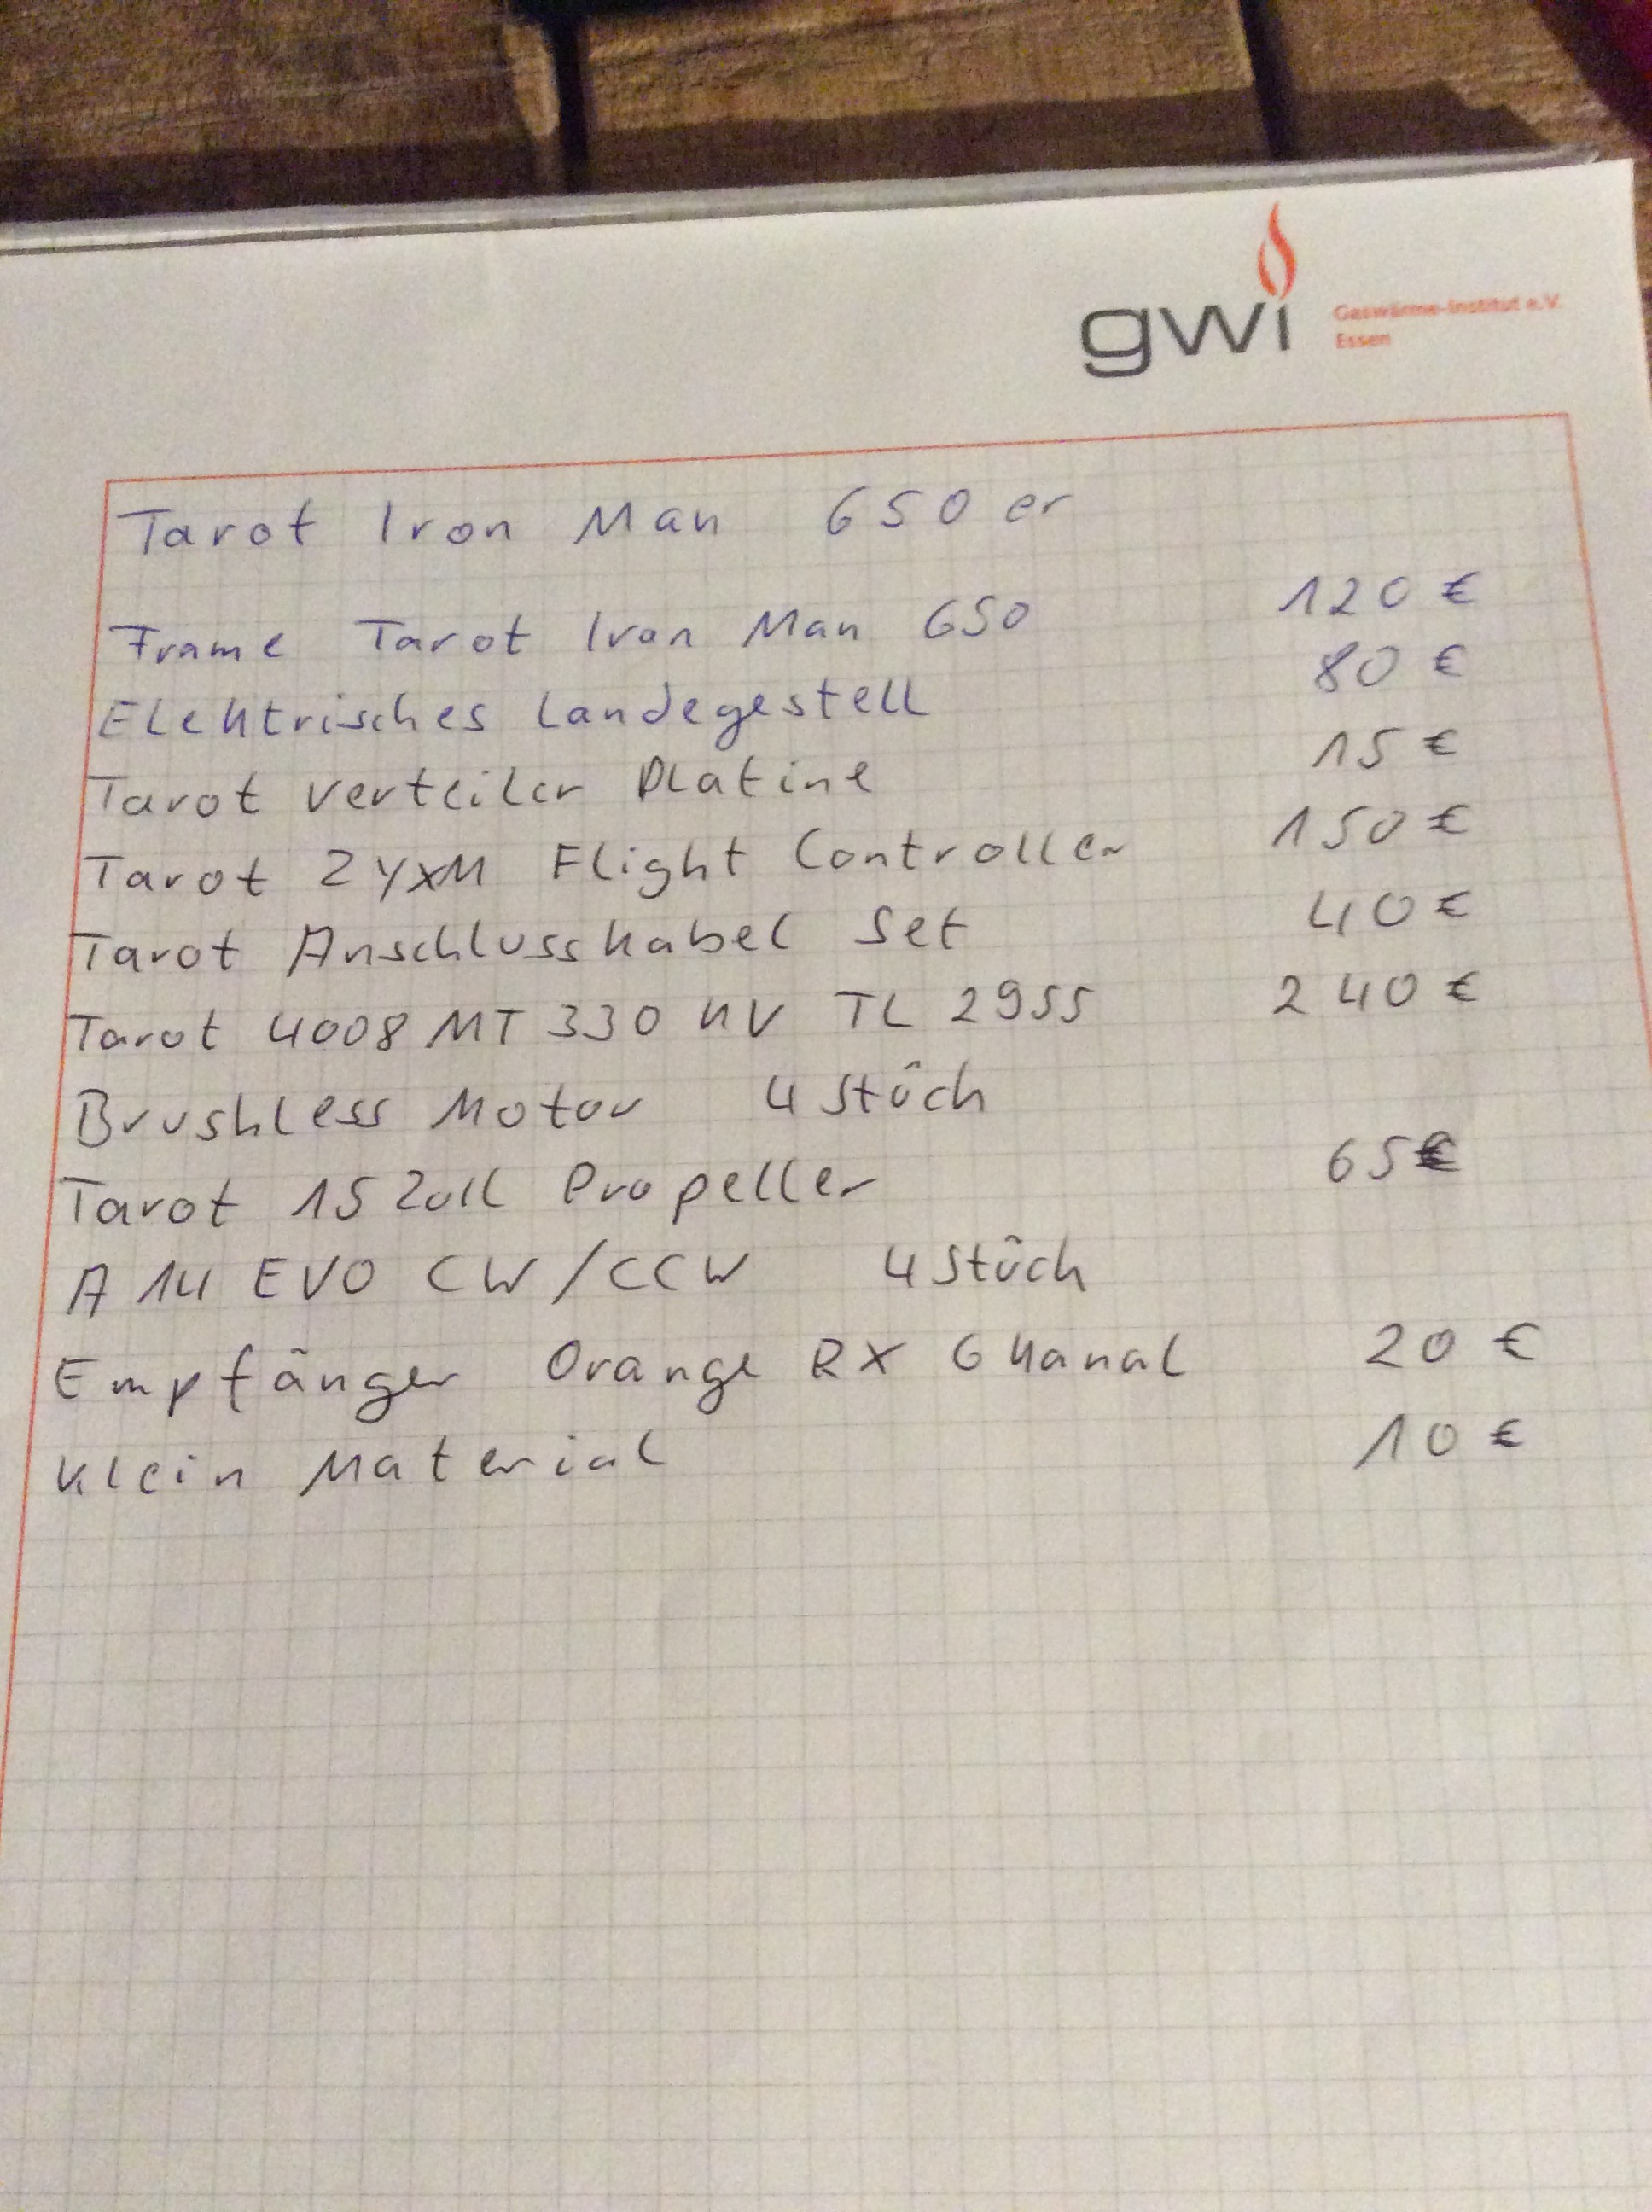 gwi
Gaswärme-Institut e.V.
Essen
Tarot Iron Man 650 er
Frame Tarot Iron Man 650 120 €
Elektrisches Landegestell 80 €
Tarot verteiler Platine 15 €
Tarot ZYXM Flight Controller 150 €
Tarot Anschlusskabel Set 40 €
Tarot 4008 MT 330 KV TL 2955 240 €
Brushless Motor 4 Stück
Tarot 15 Zoll Propeller 65 €
A 14 EVO CW/CCW 4 Stück
Empfänger Orange RX 6 Kanal 20 €
Klein Material 10 €